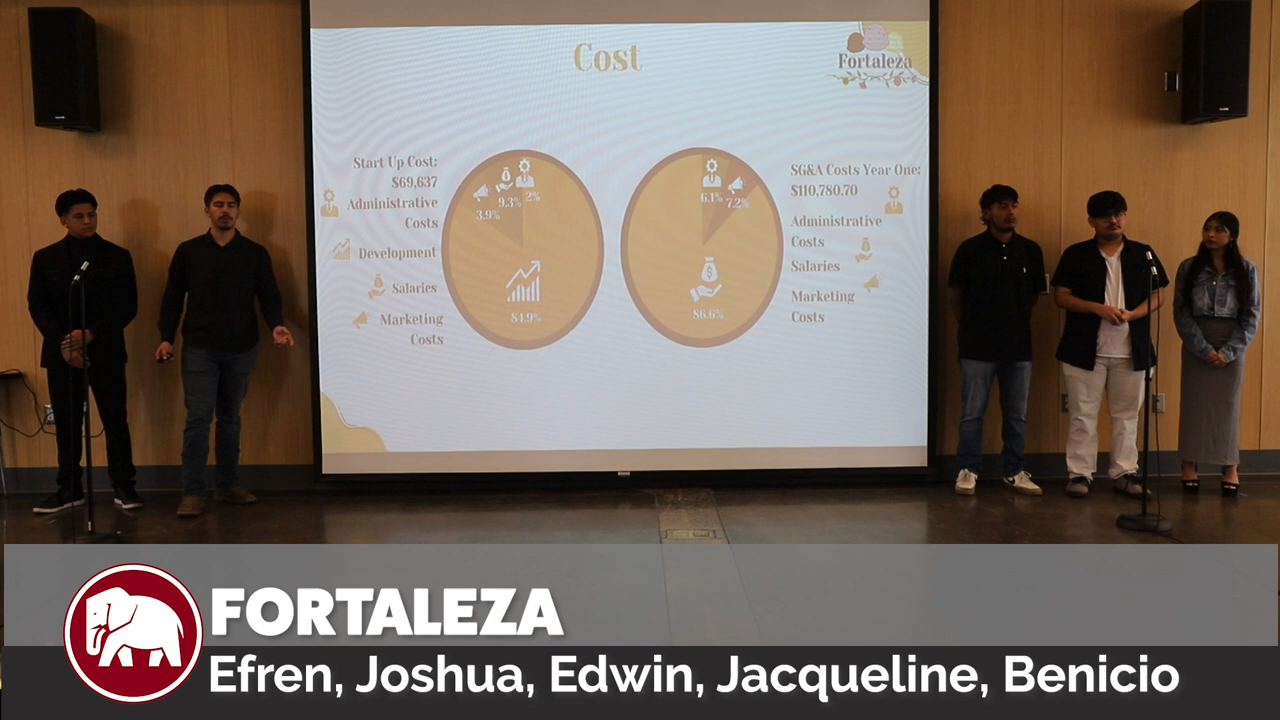 Cost
Fortaleza
Start Up Cost:
$69,637
Administrative
Costs
Development
Salaries
Marketing
Costs
3.9%
9.3%
2%
84.9%
6.1%
7.2%
86.6%
SG&A Costs Year One:
$110,780.70
Administrative
Costs
Salaries
Marketing
Costs
FORTALEZA
Efren, Joshua, Edwin, Jacqueline, Benicio